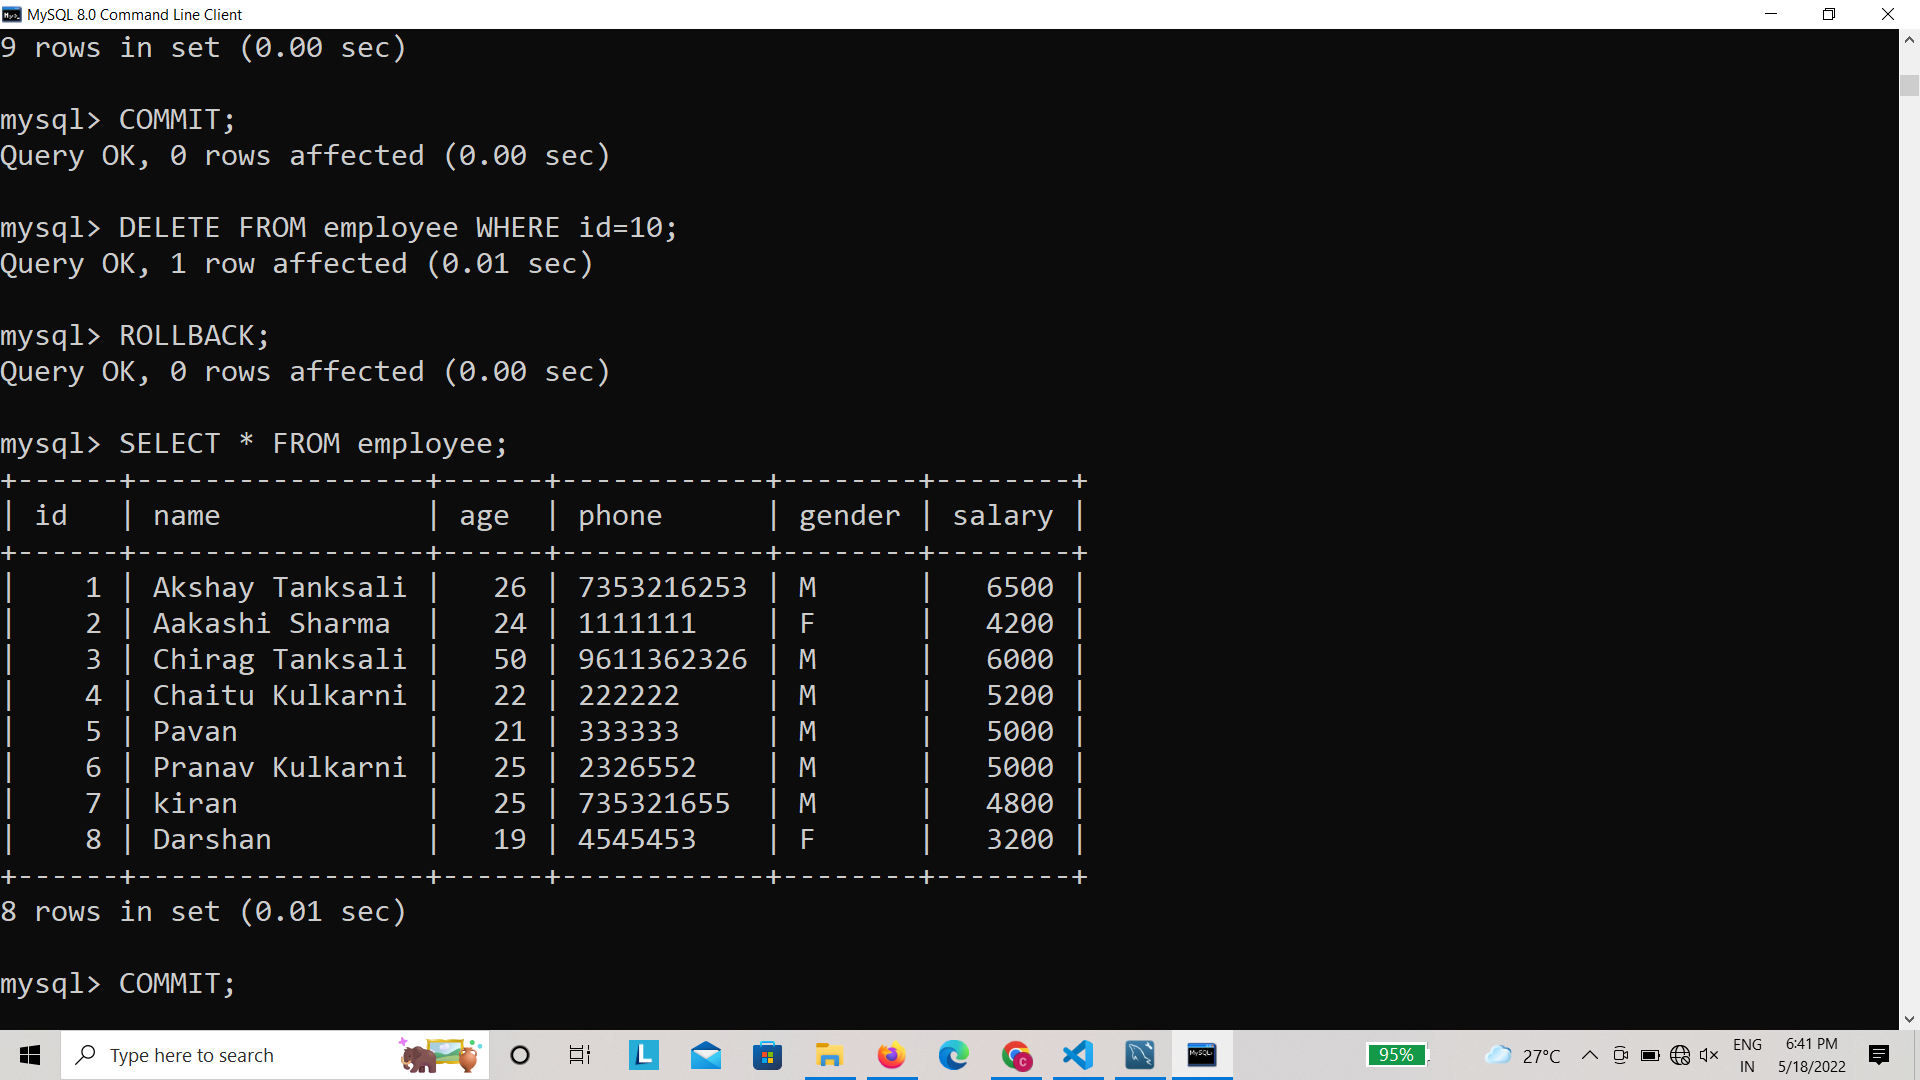 MySQL 8.0 Command Line Client
9 rows in set (0.00 sec)
mysql> COMMIT;
Query OK, 0 rows affected (0.00 sec)
mysql> DELETE FROM employee WHERE id=10;
Query OK, 1 row affected (0.01 sec)
mysql> ROLLBACK;
Query OK, 0 rows affected (0.00 sec)
mysql> SELECT * FROM employee;
+------+-----------------+------+------------+--------+--------+
| id   | name            | age  | phone      | gender | salary |
+------+-----------------+------+------------+--------+--------+
|    1 | Akshay Tanksali |   26 | 7353216253 | M      |   6500 |
|    2 | Aakashi Sharma  |   24 | 1111111    | F      |   4200 |
|    3 | Chirag Tanksali |   50 | 9611362326 | M      |   6000 |
|    4 | Chaitu Kulkarni |   22 | 222222     | M      |   5200 |
|    5 | Pavan           |   21 | 333333     | M      |   5000 |
|    6 | Pranav Kulkarni |   25 | 2326552    | M      |   5000 |
|    7 | kiran           |   25 | 735321655  | M      |   4800 |
|    8 | Darshan         |   19 | 4545453    | F      |   3200 |
+------+-----------------+------+------------+--------+--------+
8 rows in set (0.01 sec)
mysql> COMMIT;
Type here to search
L
MySQL
95%
27°C
ENG
IN
6:41 PM
5/18/2022